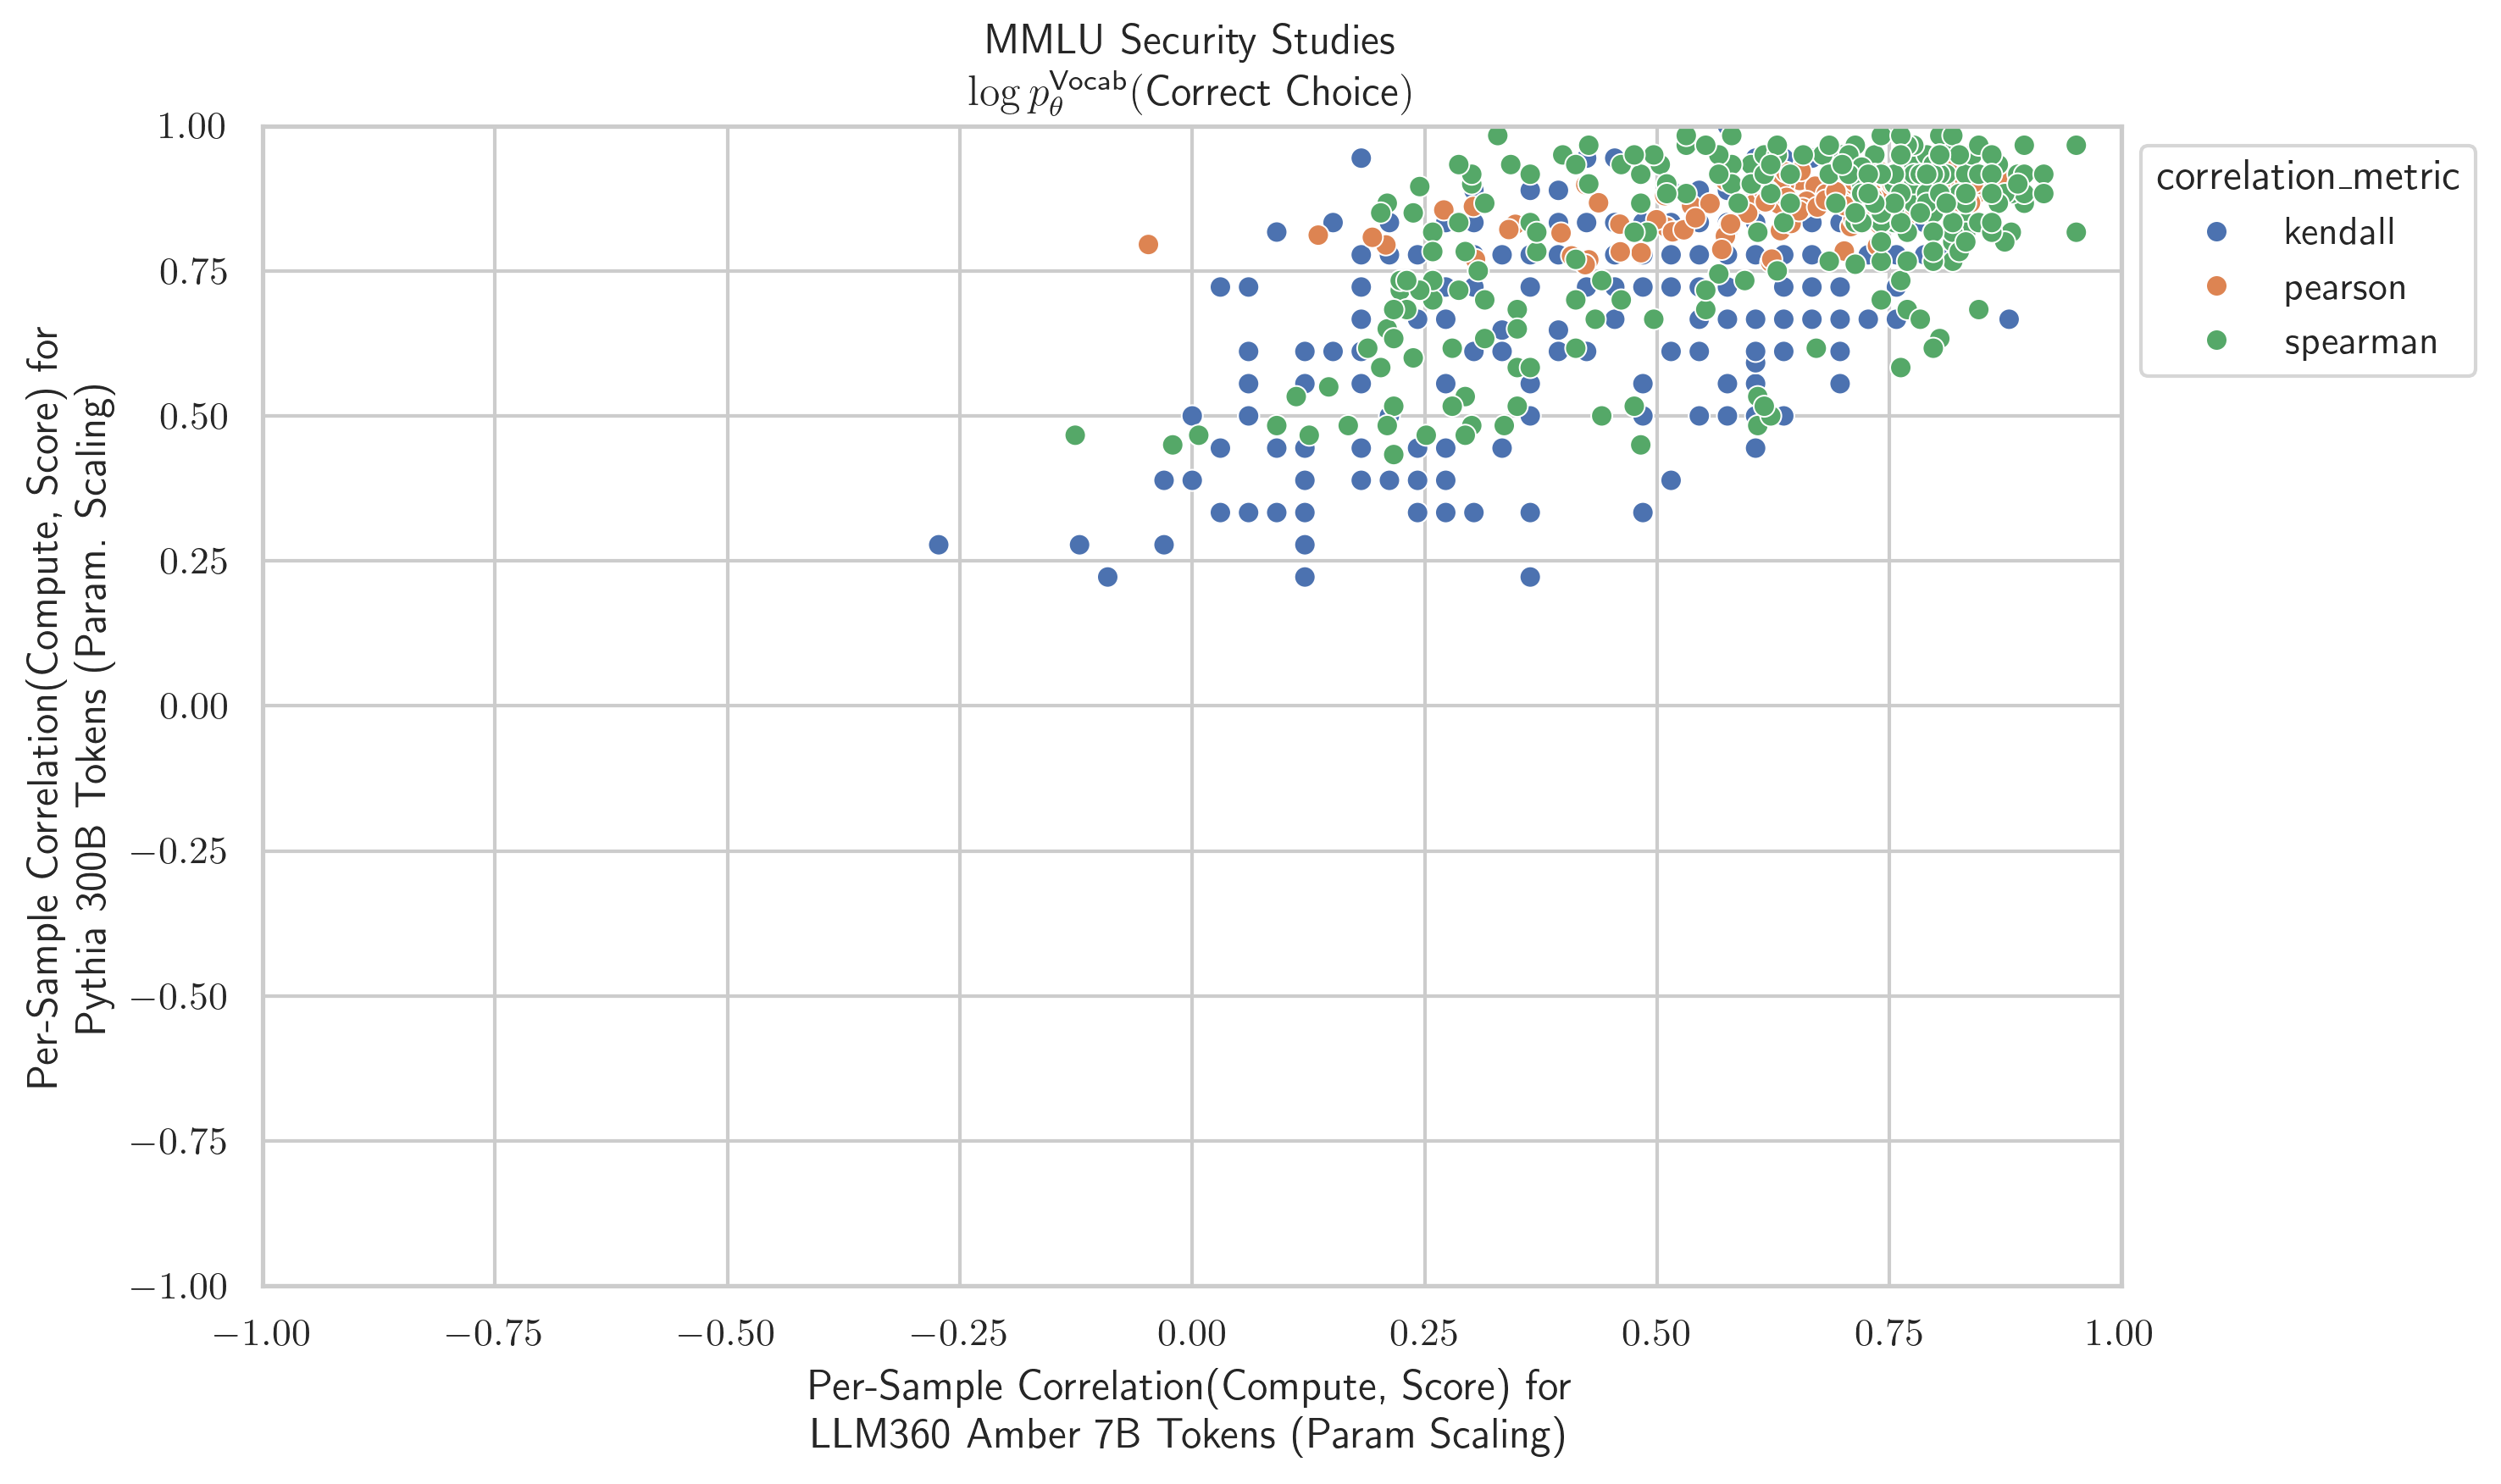 MMLU Security Studies
log p_θ^Vocab(Correct Choice)
Per-Sample Correlation(Compute, Score) for
Pythia 300B Tokens (Param. Scaling)
1.00
0.75
0.50
0.25
0.00
−0.25
−0.50
−0.75
−1.00
−1.00 −0.75 −0.50 −0.25 0.00 0.25 0.50 0.75 1.00
Per-Sample Correlation(Compute, Score) for
LLM360 Amber 7B Tokens (Param Scaling)
correlation_metric
kendall
pearson
spearman